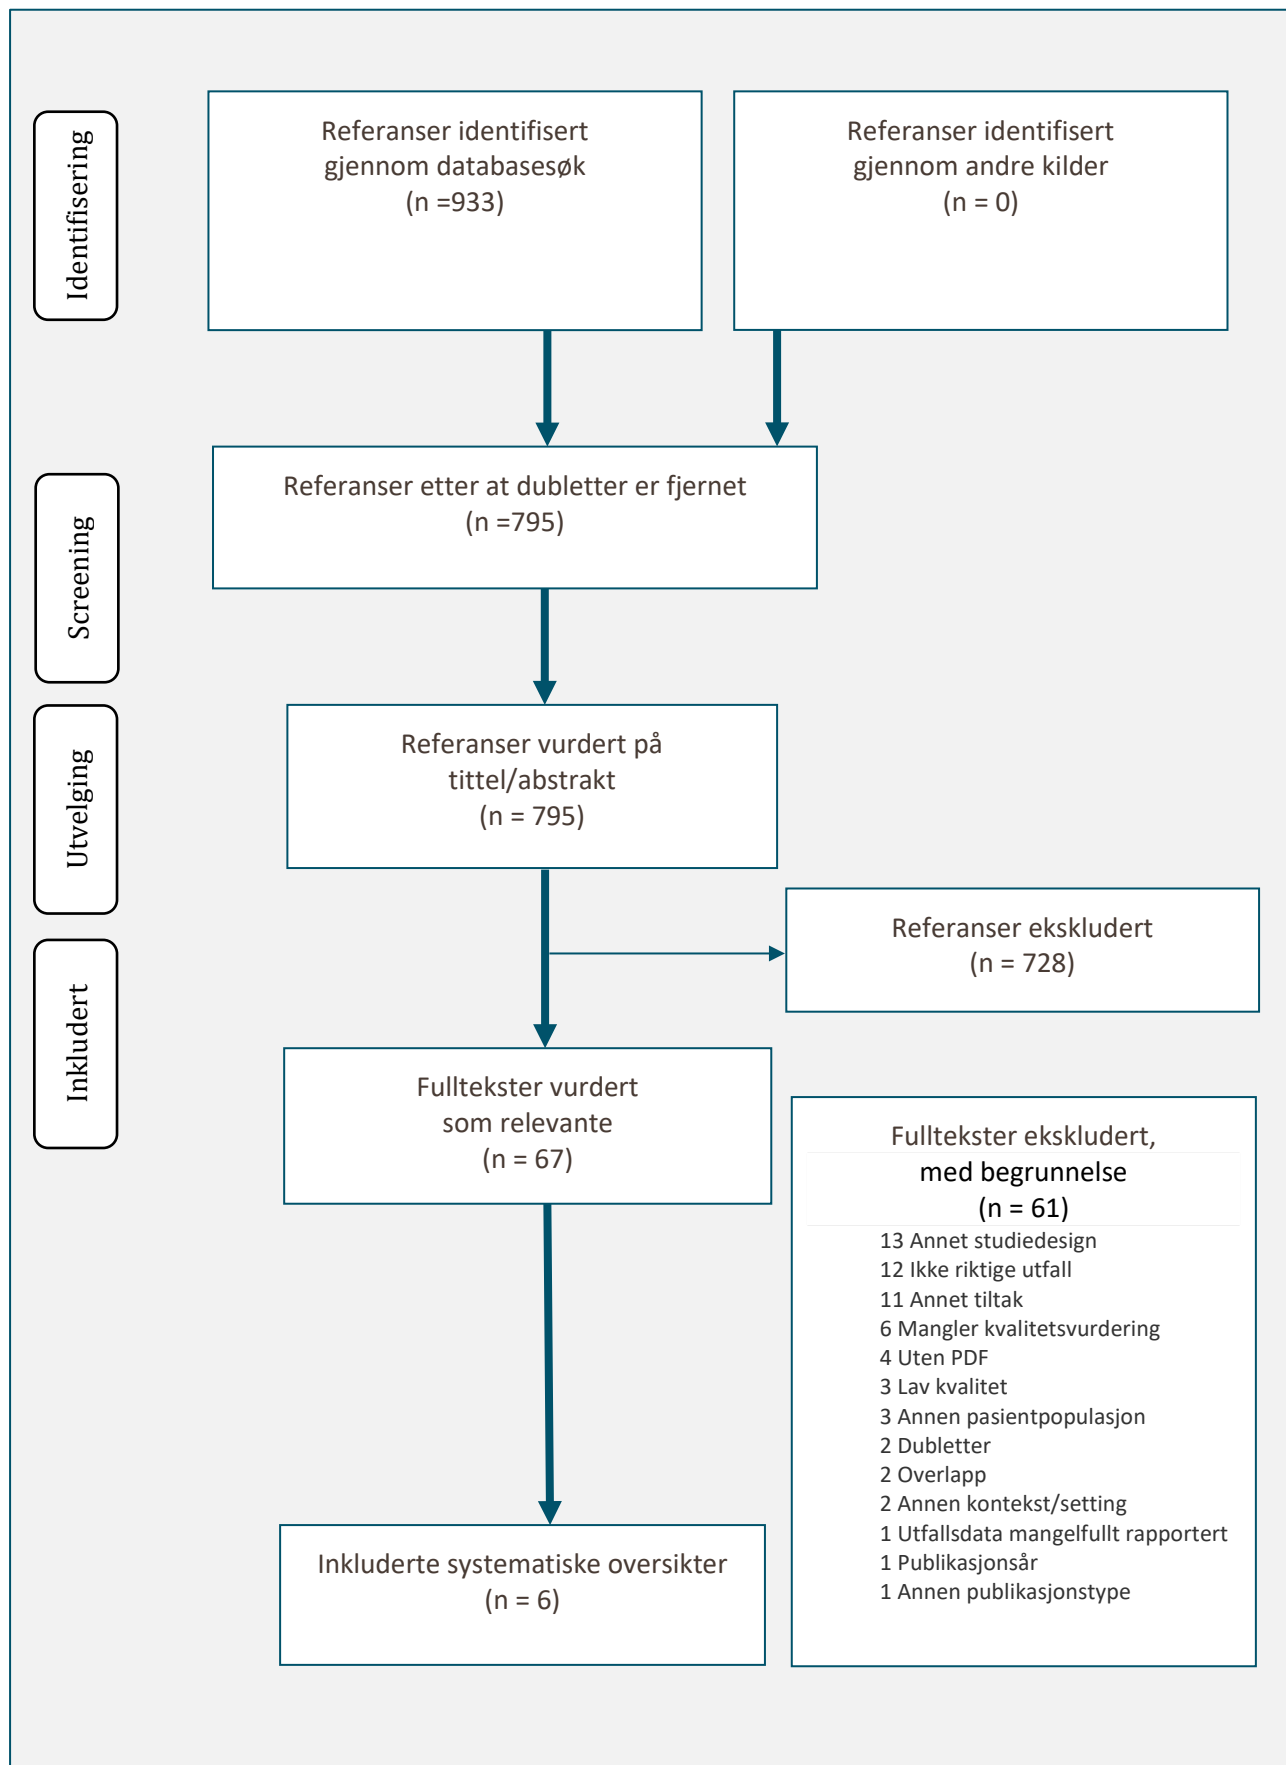 Identifisering
Referanser identifisert
gjennom databasesøk
(n =933)
Referanser identifisert
gjennom andre kilder
(n = 0)
Screening
Referanser etter at dubletter er fjernet
(n =795)
Utvelging
Referanser vurdert på
tittel/abstrakt
(n = 795)
Referanser ekskludert
(n = 728)
Inkludert
Fulltekster vurdert
som relevante
(n = 67)
Fulltekster ekskludert,
med begrunnelse
(n = 61)
13 Annet studiedesign
12 Ikke riktige utfall
11 Annet tiltak
6 Mangler kvalitetsvurdering
4 Uten PDF
3 Lav kvalitet
3 Annen pasientpopulasjon
2 Dubletter
2 Overlapp
2 Annen kontekst/setting
1 Utfallsdata mangelfullt rapportert
1 Publikasjonsår
1 Annen publikasjonstype
Inkluderte systematiske oversikter
(n = 6)